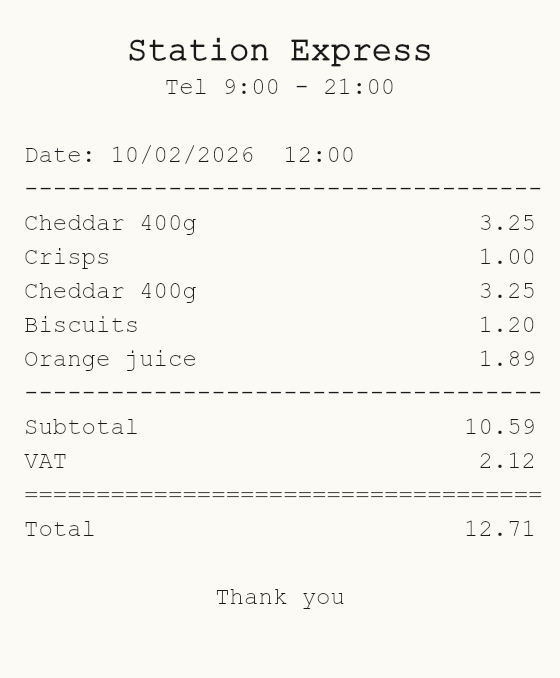 Station Express
Tel 9:00 - 21:00
Date: 10/02/2026  12:00
------------------------------------
Cheddar 400g 3.25
Crisps 1.00
Cheddar 400g 3.25
Biscuits 1.20
Orange juice 1.89
------------------------------------
Subtotal 10.59
VAT 2.12
====================================
Total 12.71
Thank you